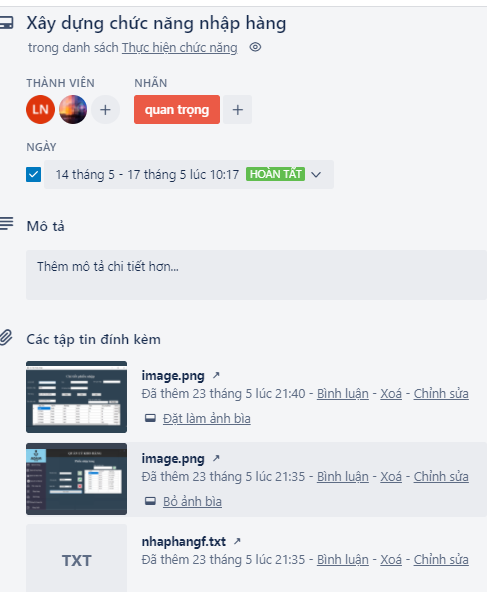 Xây dựng chức năng nhập hàng
trong danh sách Thực hiện chức năng
THÀNH VIÊN NHÃN
LN + quan trọng +
NGÀY
14 tháng 5 - 17 tháng 5 lúc 10:17 HOÀN TẤT
Mô tả
Thêm mô tả chi tiết hơn...
Các tập tin đính kèm
image.png ↗
Đã thêm 23 tháng 5 lúc 21:40 - Bình luận - Xoá - Chỉnh sửa
Đặt làm ảnh bìa
image.png ↗
Đã thêm 23 tháng 5 lúc 21:35 - Bình luận - Xoá - Chỉnh sửa
Bỏ ảnh bìa
TXT
nhaphangf.txt ↗
Đã thêm 23 tháng 5 lúc 21:35 - Bình luận - Xoá - Chỉnh sửa